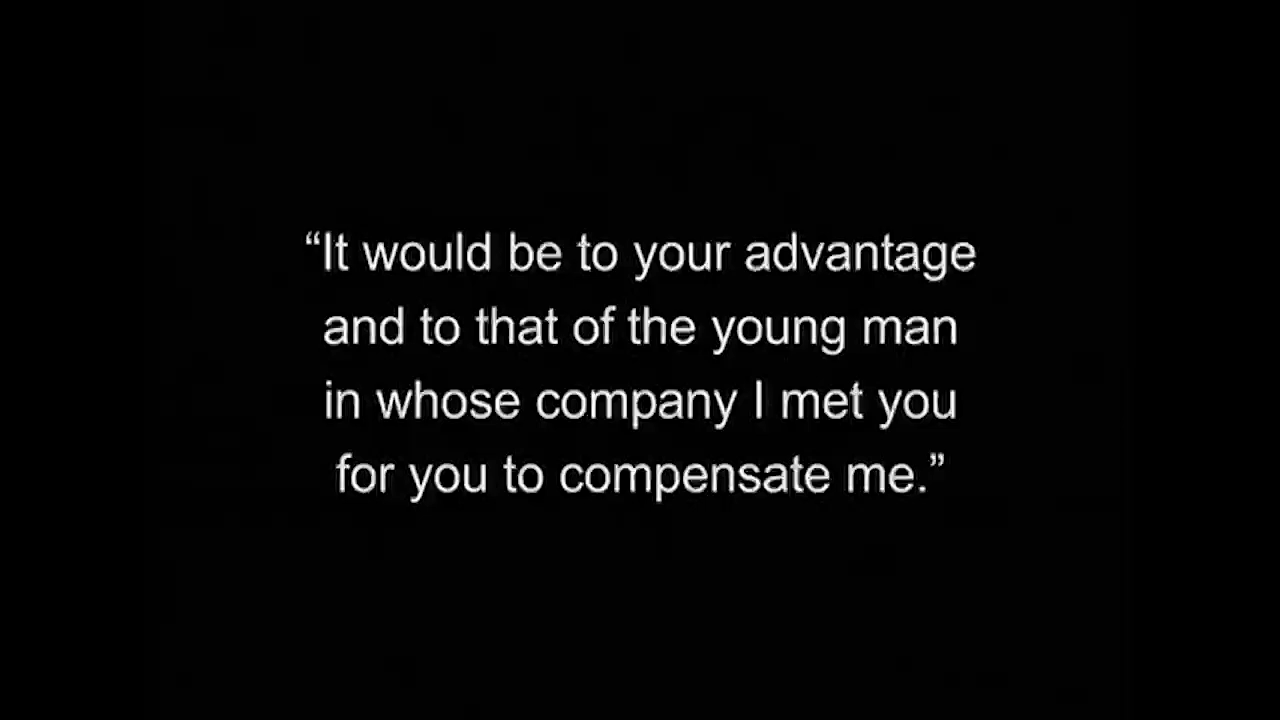 “It would be to your advantage
and to that of the young man
in whose company I met you
for you to compensate me.”